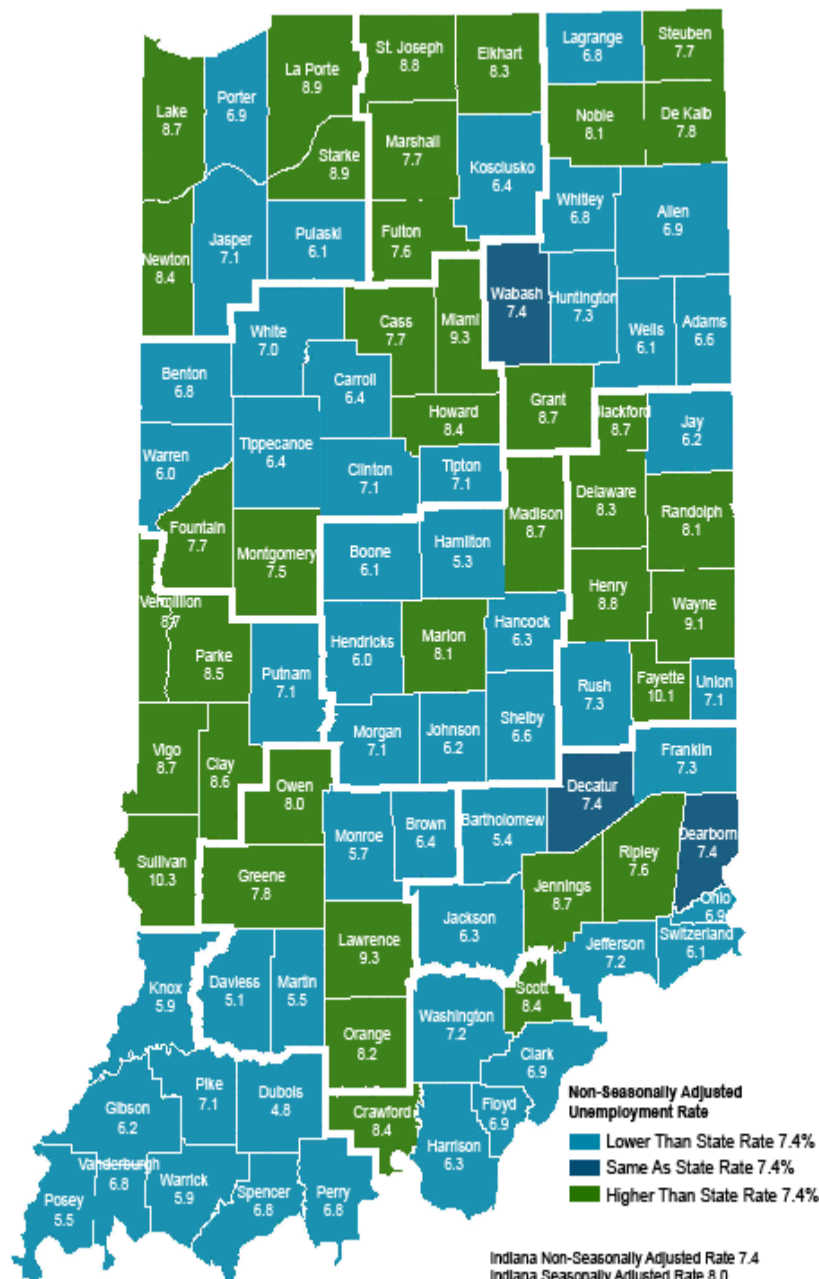 St. Joseph
8.8
Elkhart
8.3
Lagrange
6.8
Steuben
7.7
La Porte
8.9
Porter
6.9
Lake
8.7
Noble
8.1
De Kalb
7.8
Marshall
7.7
Starke
8.9
Kosciusko
6.4
Whitley
6.8
Allen
6.9
Newton
8.4
Jasper
7.1
Pulaski
6.1
Fulton
7.6
Wabash
7.4
Huntington
7.3
Wells
6.1
Adams
6.6
White
7.0
Cass
7.7
Miami
9.3
Benton
6.8
Carroll
6.4
Howard
8.4
Grant
8.7
Blackford
8.7
Jay
6.2
Warren
6.0
Tippecanoe
6.4
Clinton
7.1
Tipton
7.1
Madison
8.7
Delaware
8.3
Randolph
8.1
Fountain
7.7
Montgomery
7.5
Boone
6.1
Hamilton
5.3
Henry
8.8
Wayne
9.1
Vermillion
8.7
Parke
8.5
Putnam
7.1
Hendricks
6.0
Marion
8.1
Hancock
6.3
Rush
7.3
Fayette
10.1
Union
7.1
Vigo
8.7
Clay
8.6
Owen
8.0
Morgan
7.1
Johnson
6.2
Shelby
6.6
Franklin
7.3
Decatur
7.4
Sullivan
10.3
Greene
7.8
Monroe
5.7
Brown
6.4
Bartholomew
5.4
Jennings
8.7
Ripley
7.6
Dearborn
7.4
Ohio
6.9
Lawrence
9.3
Jackson
6.3
Jefferson
7.2
Switzerland
6.1
Knox
5.9
Daviess
5.1
Martin
5.5
Orange
8.2
Washington
7.2
Scott
8.4
Clark
6.9
Gibson
6.2
Pike
7.1
Dubois
4.8
Crawford
8.4
Harrison
6.3
Floyd
6.9
Posey
5.5
Vanderburgh
6.8
Warrick
5.9
Spencer
6.8
Perry
6.8
Non-Seasonally Adjusted
Unemployment Rate
Lower Than State Rate 7.4%
Same As State Rate 7.4%
Higher Than State Rate 7.4%
Indiana Non-Seasonally Adjusted Rate 7.4
Indiana Seasonally Adjusted Rate 8.0